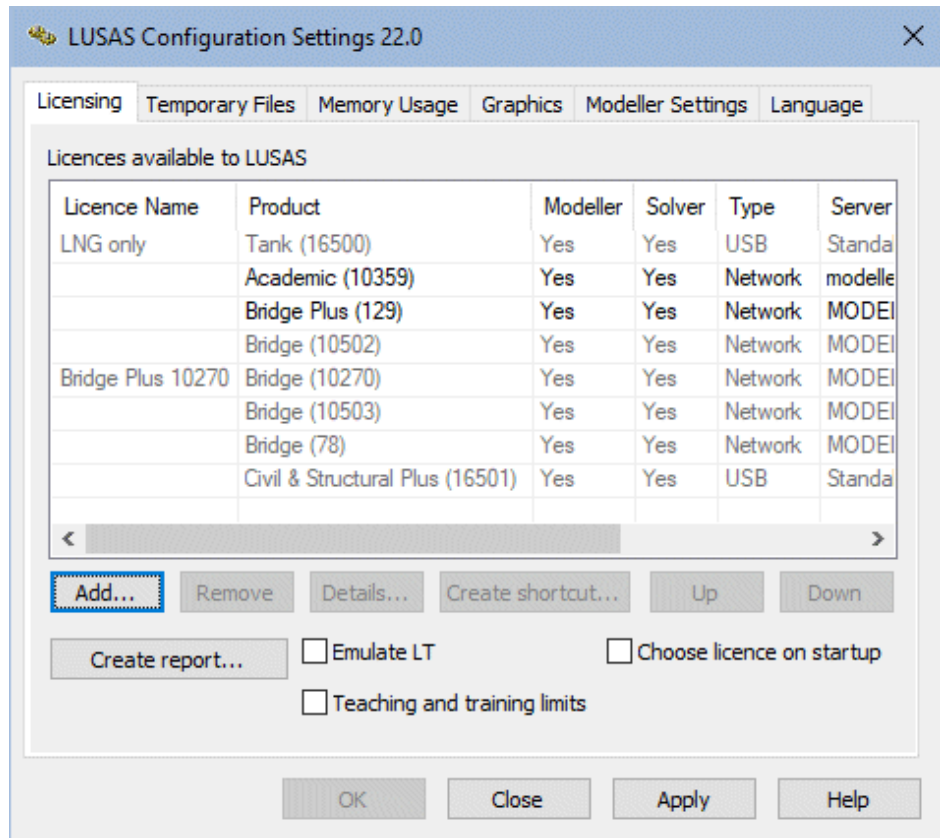 LUSAS Configuration Settings 22.0
Licensing Temporary Files Memory Usage Graphics Modeller Settings Language
Licences available to LUSAS
Licence Name Product Modeller Solver Type Server
LNG only Tank (16500) Yes Yes USB Standa
Academic (10359) Yes Yes Network modelle
Bridge Plus (129) Yes Yes Network MODEI
Bridge (10502) Yes Yes Network MODEI
Bridge Plus 10270 Bridge (10270) Yes Yes Network MODEI
Bridge (10503) Yes Yes Network MODEI
Bridge (78) Yes Yes Network MODEI
Civil & Structural Plus (16501) Yes Yes USB Standa
Add... Remove Details... Create shortcut... Up Down
Create report... Emulate LT Choose licence on startup
Teaching and training limits
OK Close Apply Help